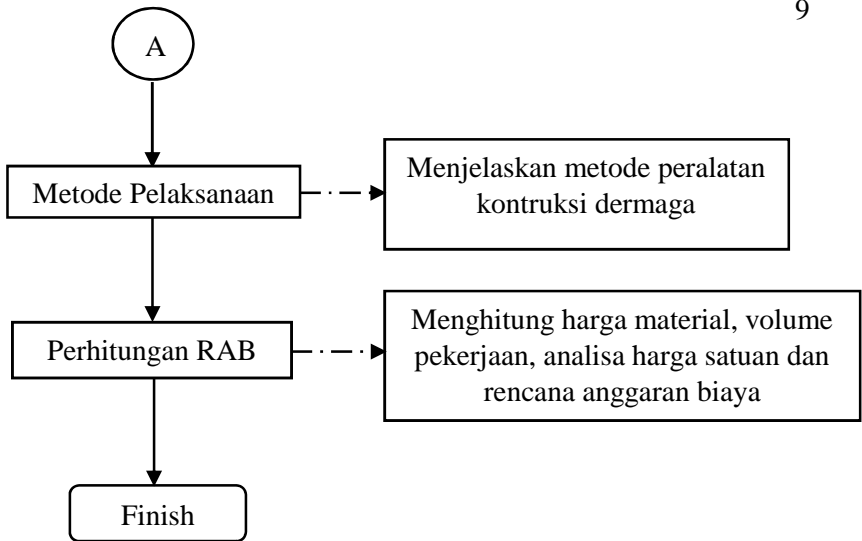 9
A
Metode Pelaksanaan
Menjelaskan metode peralatan
kontruksi dermaga
Perhitungan RAB
Menghitung harga material, volume
pekerjaan, analisa harga satuan dan
rencana anggaran biaya
Finish